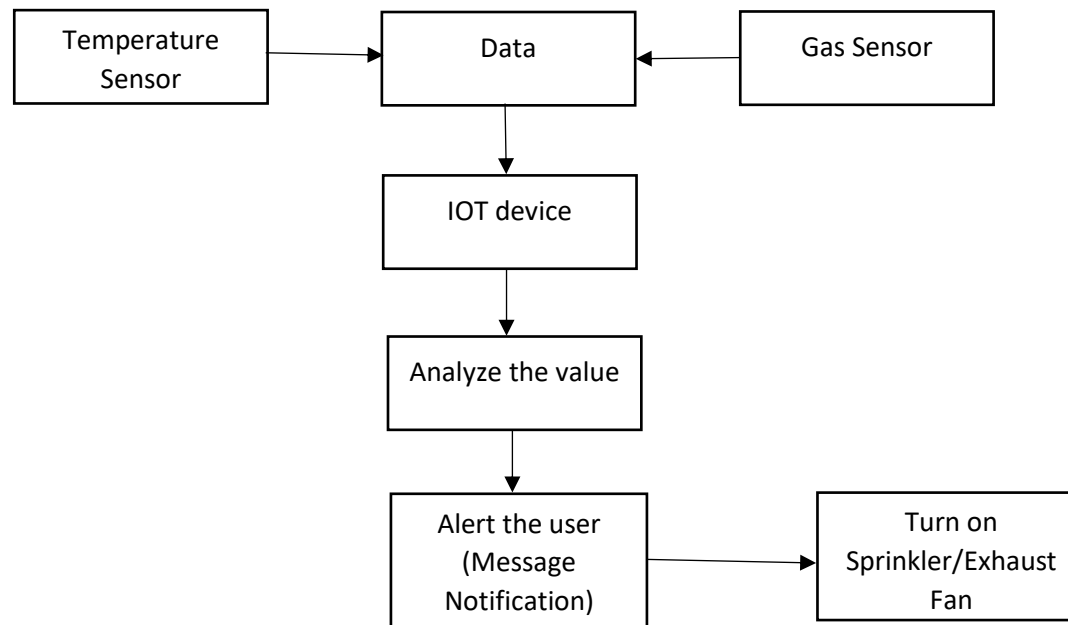 Temperature
Sensor
Data
Gas Sensor
IOT device
Analyze the value
Alert the user
(Message
Notification)
Turn on
Sprinkler/Exhaust
Fan